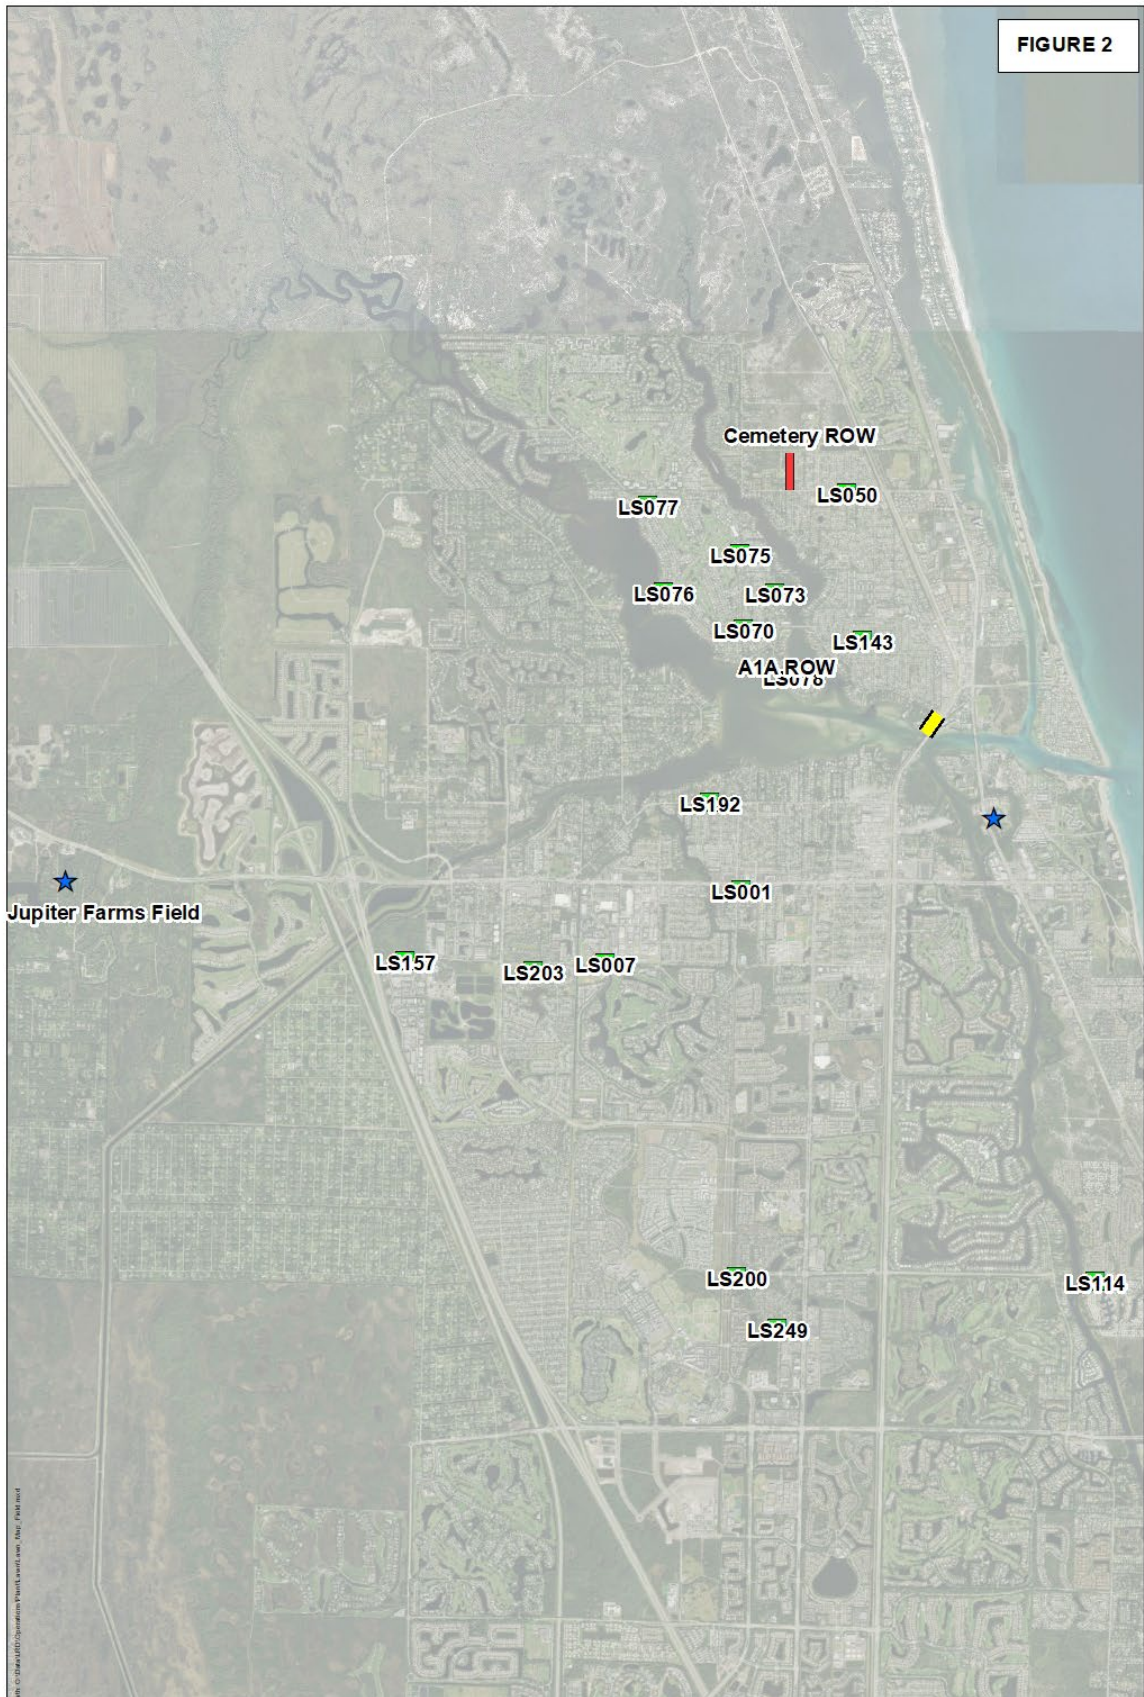 FIGURE 2
Cemetery ROW
LS050
LS077
LS075
LS076
LS073
LS070
LS143
A1A ROW
LS078
LS192
LS001
Jupiter Farms Field
LS157
LS203
LS007
LS200
LS114
LS249